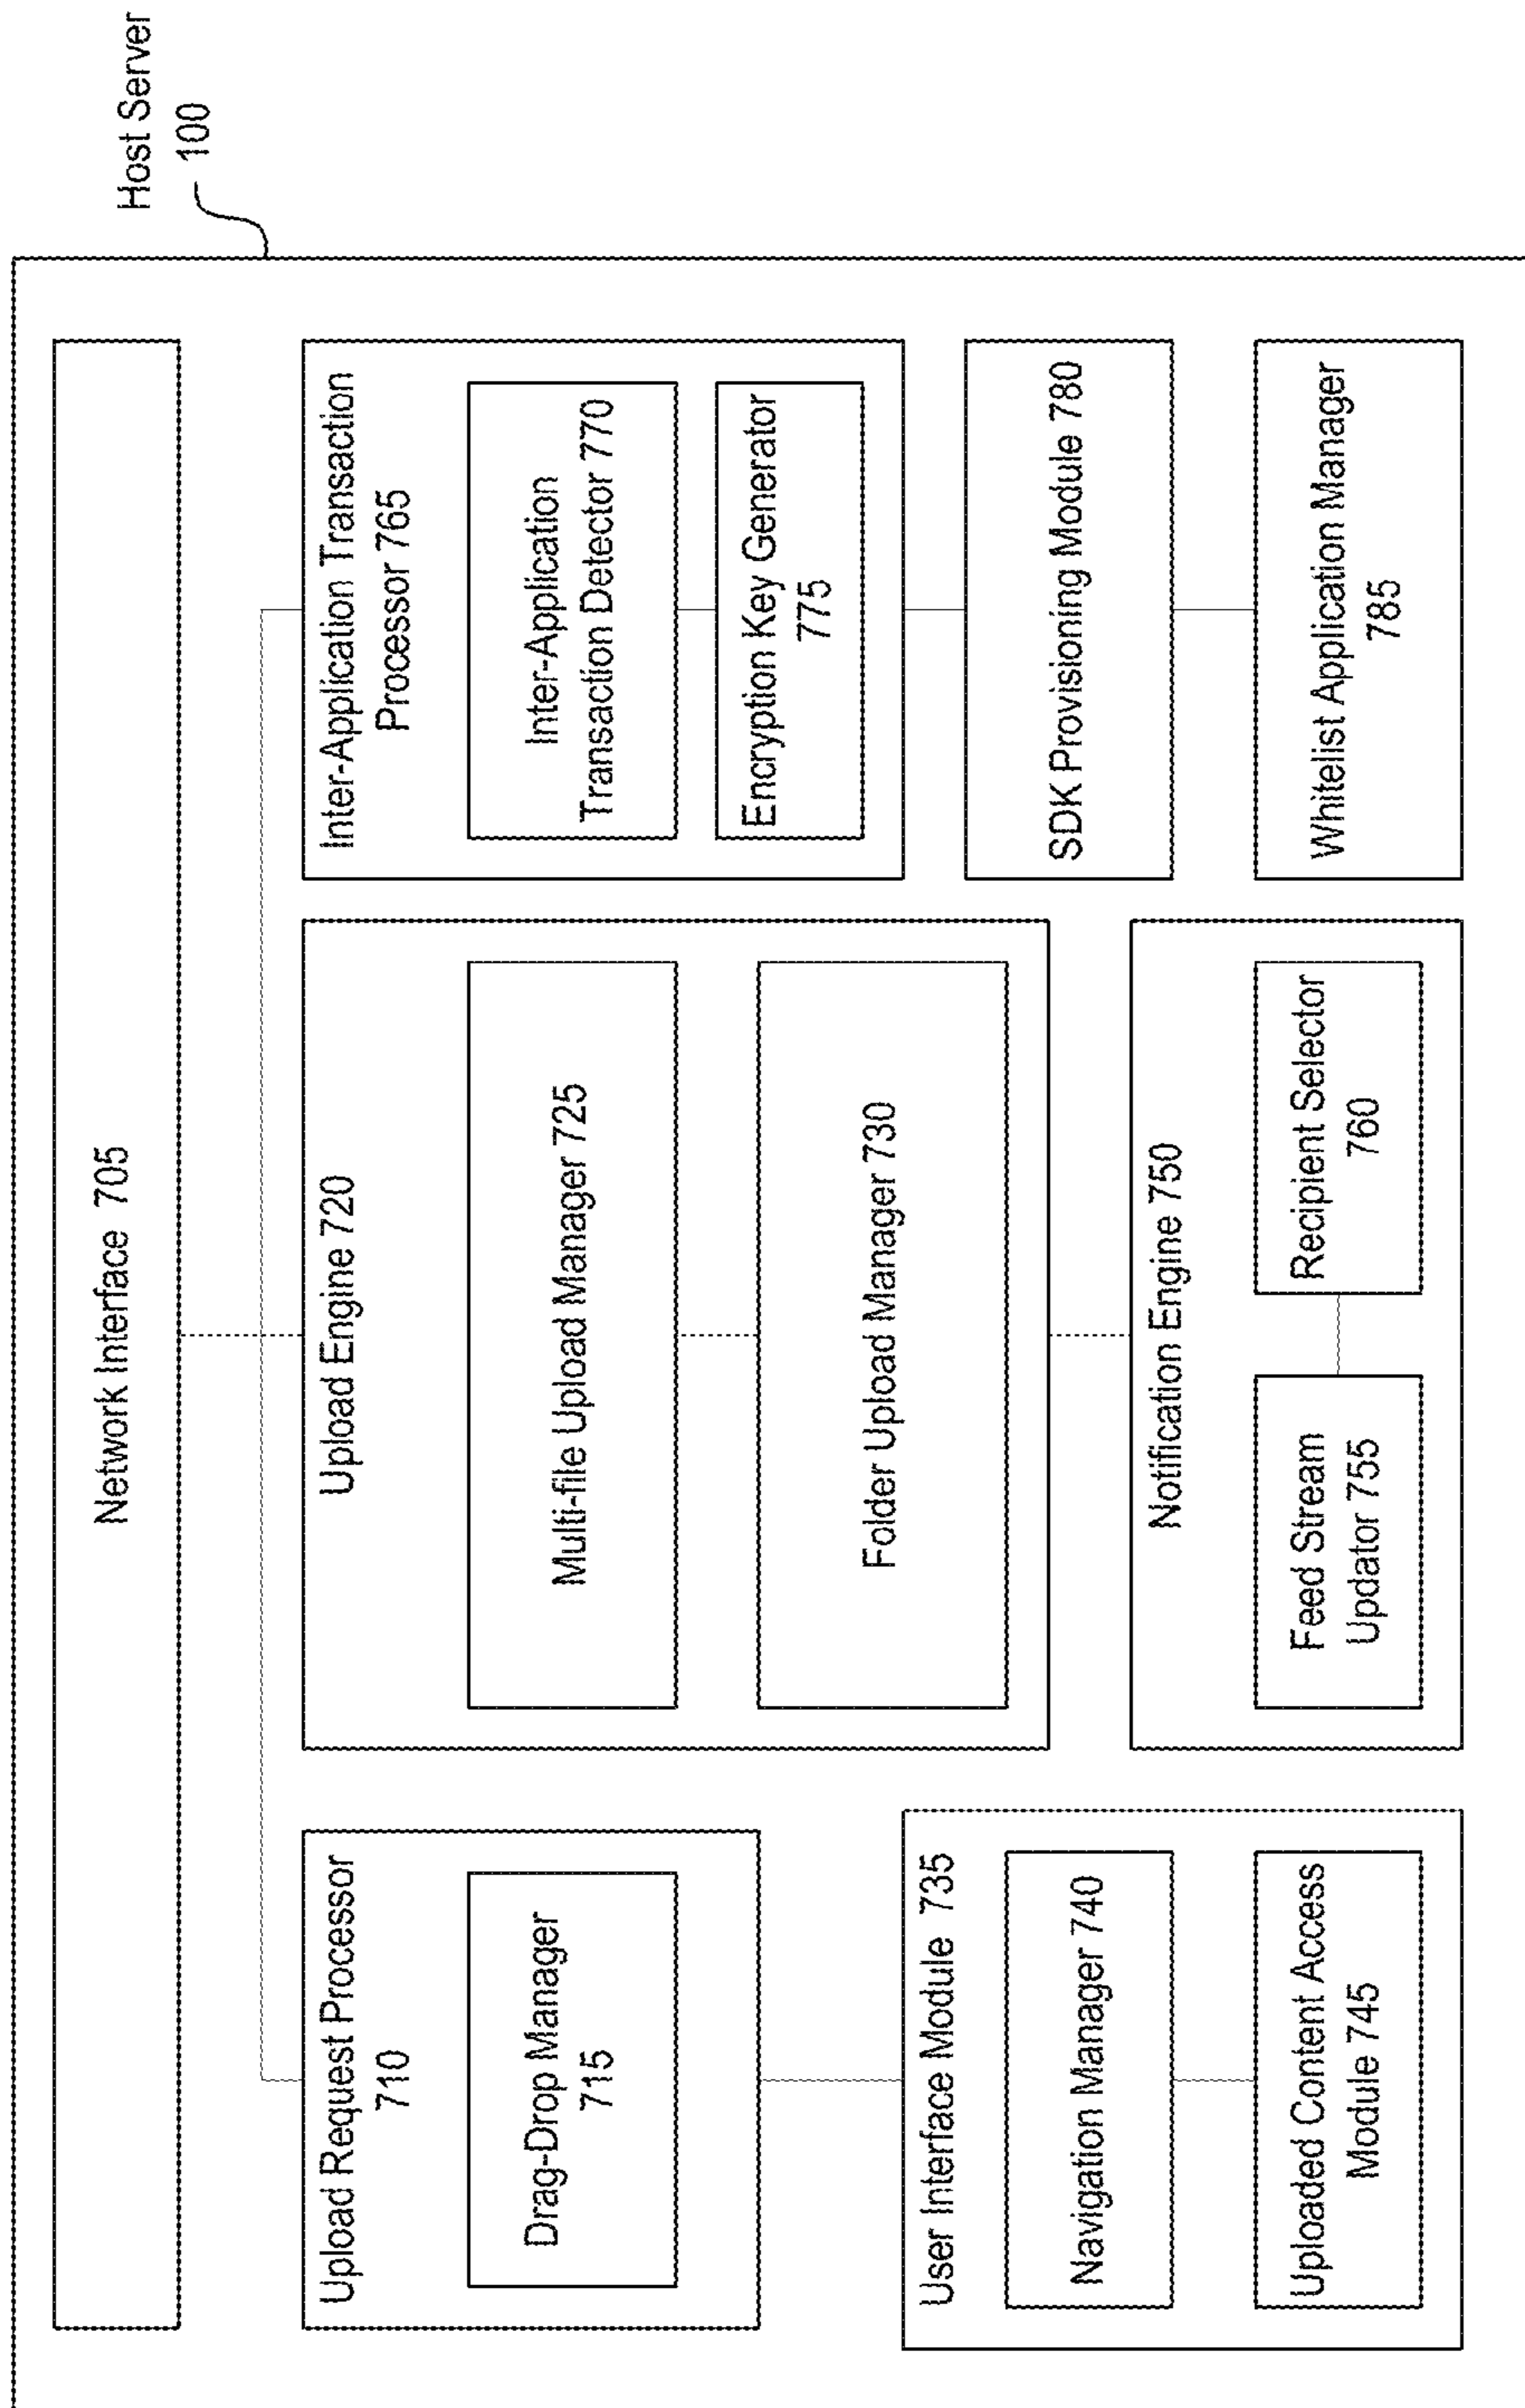 Host Server
100
Network Interface 705
Upload Request Processor
710
Drag-Drop Manager
715
User Interface Module 735
Navigation Manager 740
Uploaded Content Access
Module 745
Upload Engine 720
Multi-file Upload Manager 725
Folder Upload Manager 730
Notification Engine 750
Feed Stream
Updator 755
Recipient Selector
760
Inter-Application Transaction
Processor 765
Inter-Application
Transaction Detector 770
Encryption Key Generator
775
SDK Provisioning Module 780
Whitelist Application Manager
785